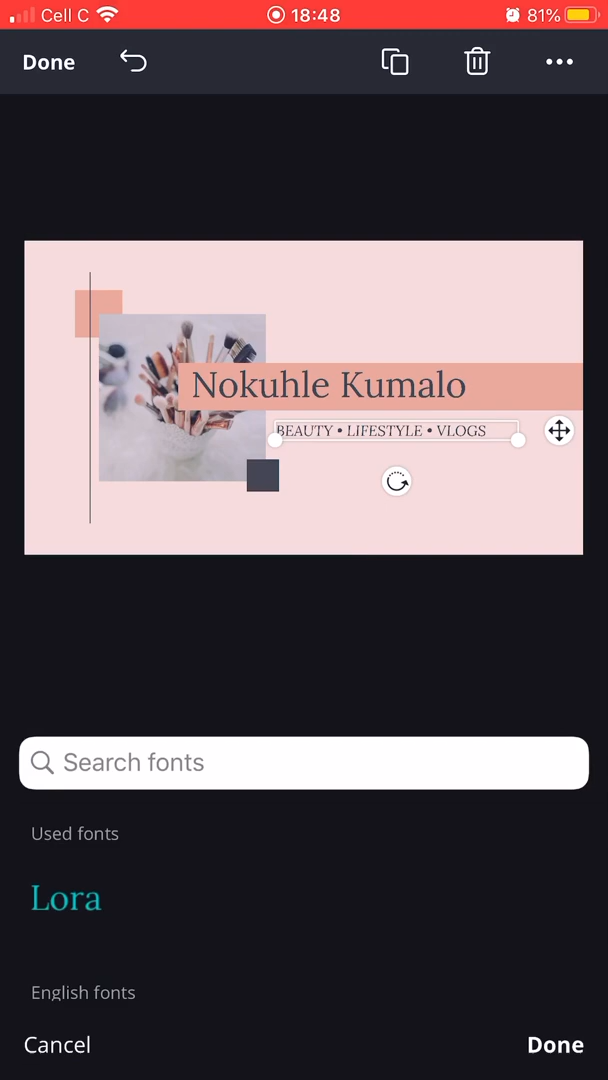 Cell C 18:48 81%
Done
Nokuhle Kumalo
BEAUTY • LIFESTYLE • VLOGS
Search fonts
Used fonts
Lora
English fonts
Cancel Done